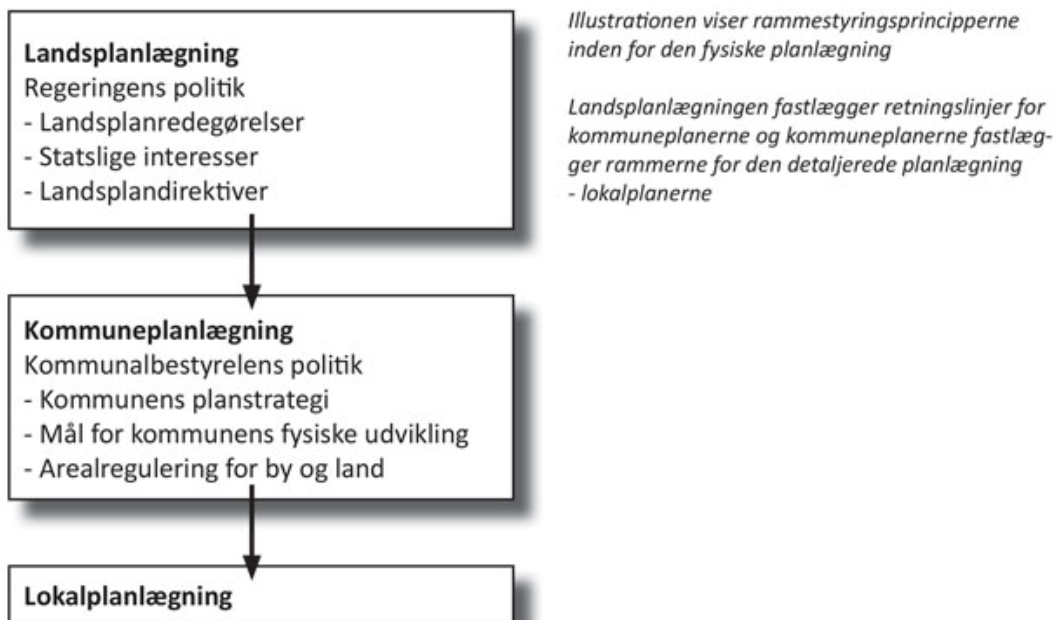 Landsplanlægning
Regeringens politik
- Landsplanredegørelser
- Statslige interesser
- Landsplandirektiver
Illustrationen viser rammestyringsprincipperne
inden for den fysiske planlægning
Landsplanlægningen fastlægger retningslinjer for
kommuneplanerne og kommuneplanerne fastlæg-
ger rammerne for den detaljerede planlægning
- lokalplanerne
Kommuneplanlægning
Kommunalbestyrelens politik
- Kommunens planstrategi
- Mål for kommunens fysiske udvikling
- Arealregulering for by og land
Lokalplanlægning